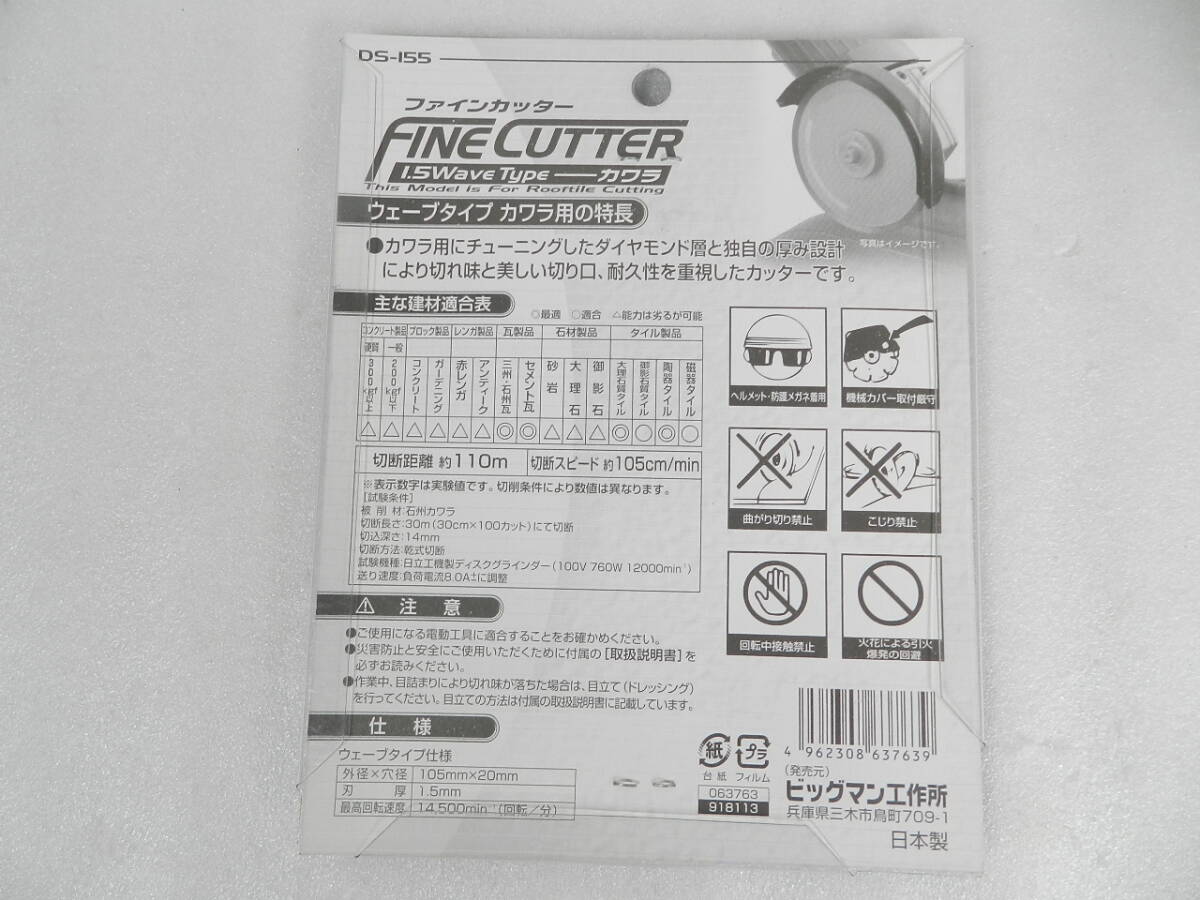 DS-155
ファインカッター
FINE CUTTER
1.5Wave Type ― カワラ
This Model Is For Rooftile Cutting
ウェーブタイプ カワラ用の特長
写真はイメージです。
●カワラ用にチューニングしたダイヤモンド層と独自の厚み設計
により切れ味と美しい切り口、耐久性を重視したカッターです。
主な建材適合表
◎最適 ○適合 △能力は劣るが可能
コンクリート製品 ブロック製品 レンガ製品 瓦製品 石材製品 タイル製品
硬質 一般
300kgf以上 200kgf以下 コンクリート ガーデニング 赤レンガ アンティーク 三州・石州瓦 セメント瓦 砂岩 大理石 御影石 大理石質タイル 御影石質タイル 陶器タイル 磁器タイル
△ △ △ △ △ △ ◎ ◎ △ △ △ ◎ ○ ◎ ○
切断距離 約110m 切断スピード 約105cm/min
※表示数字は実験値です。切削条件により数値は異なります。
[試験条件]
被削材:石州カワラ
切断長さ:30m(30cm×100カット)にて切断
切込深さ:14mm
切断方法:乾式切断
試験機種:日立工機製ディスクグラインダー(100V 760W 12000min⁻¹)
送り速度:負荷電流8.0A±に調整
ヘルメット・防護メガネ着用
機械カバー取付厳守
曲がり切り禁止
こじり禁止
回転中接触禁止
火花による引火
爆発の回避
⚠ 注意
●ご使用になる電動工具に適合することをお確かめください。
●災害防止と安全にご使用いただくために付属の[取扱説明書]を
必ずお読みください。
●作業中、目詰まりにより切れ味が落ちた場合は、目立て(ドレッシング)
を行ってください。目立ての方法は付属の取扱説明書に記載しています。
仕様
ウェーブタイプ仕様
外径×穴径 105mm×20mm
刃厚 1.5mm
最高回転速度 14,500min⁻¹(回転/分)
紙
台紙
プラ
フィルム
063763
918113
4 962308 637639
(発売元)
ビッグマン工作所
兵庫県三木市鳥町709-1
日本製